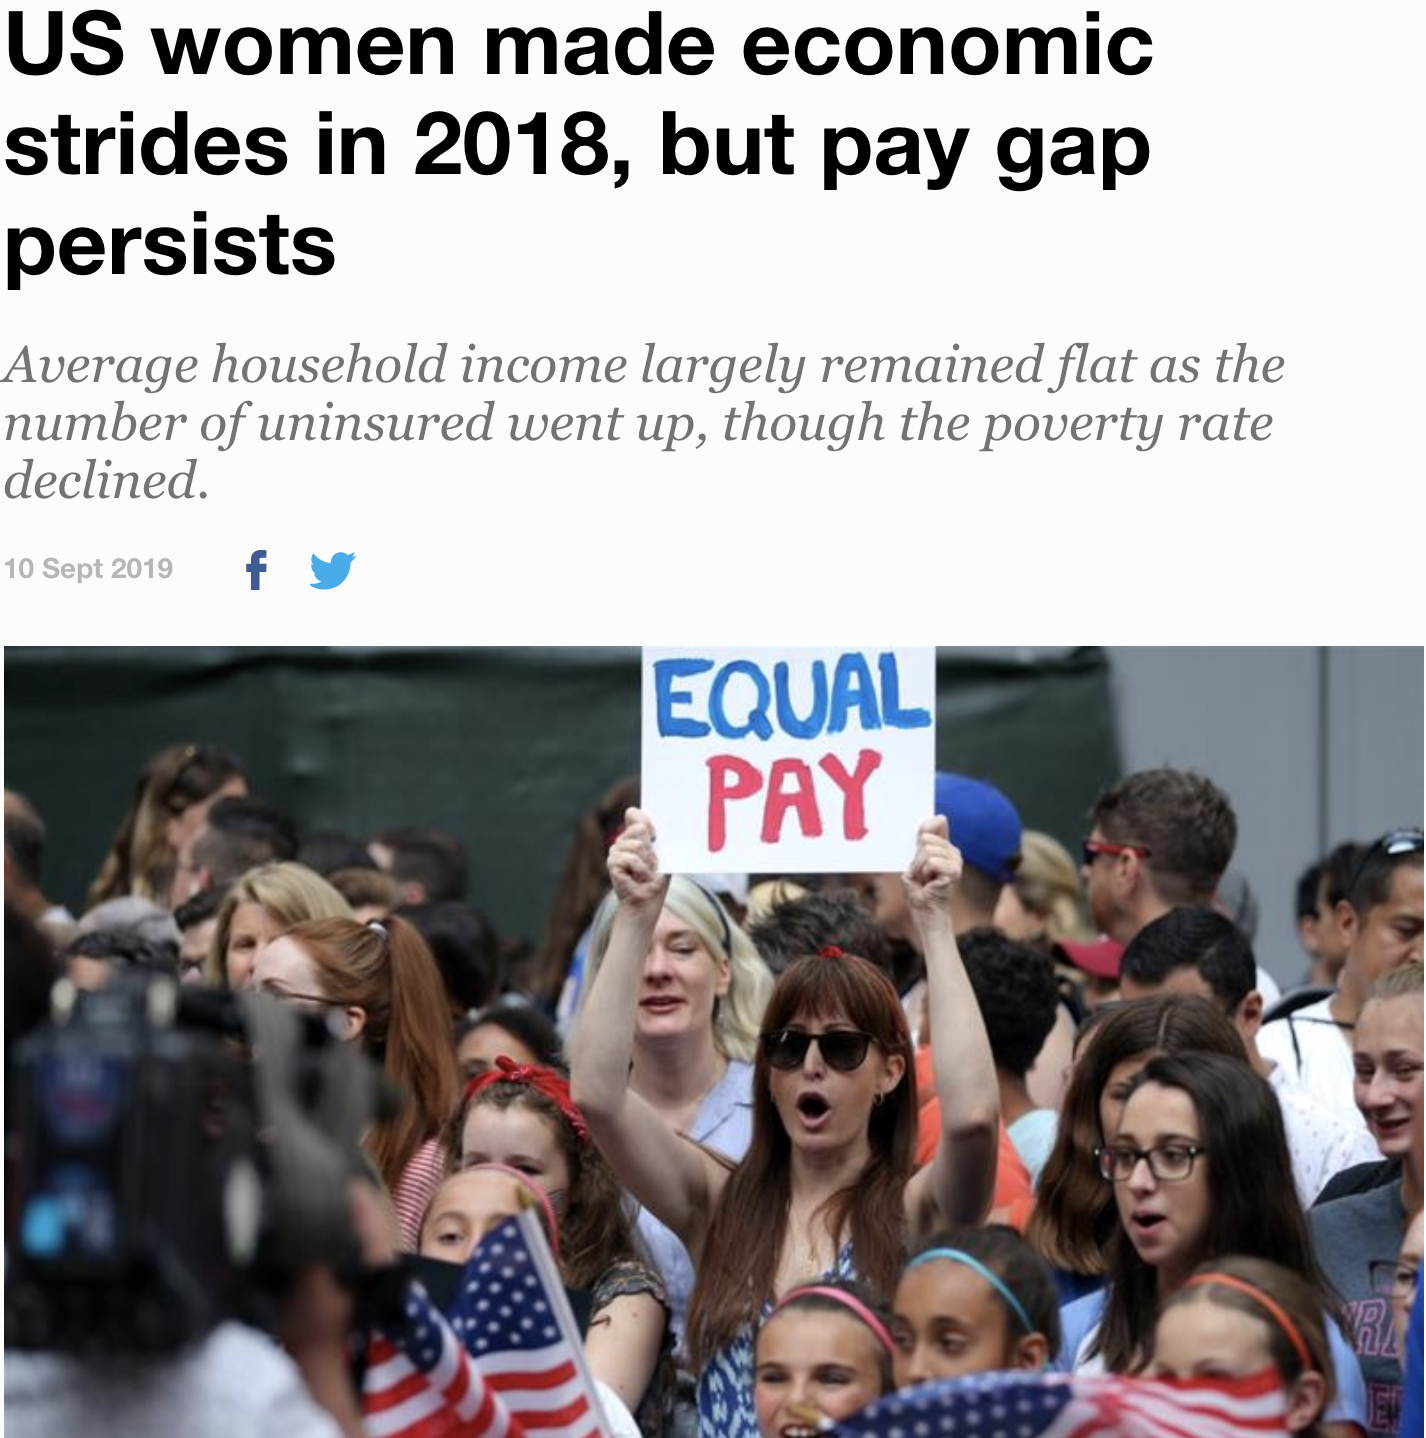 US women made economic
strides in 2018, but pay gap
persists
Average household income largely remained flat as the
number of uninsured went up, though the poverty rate
declined.
10 Sept 2019
EQUAL
PAY